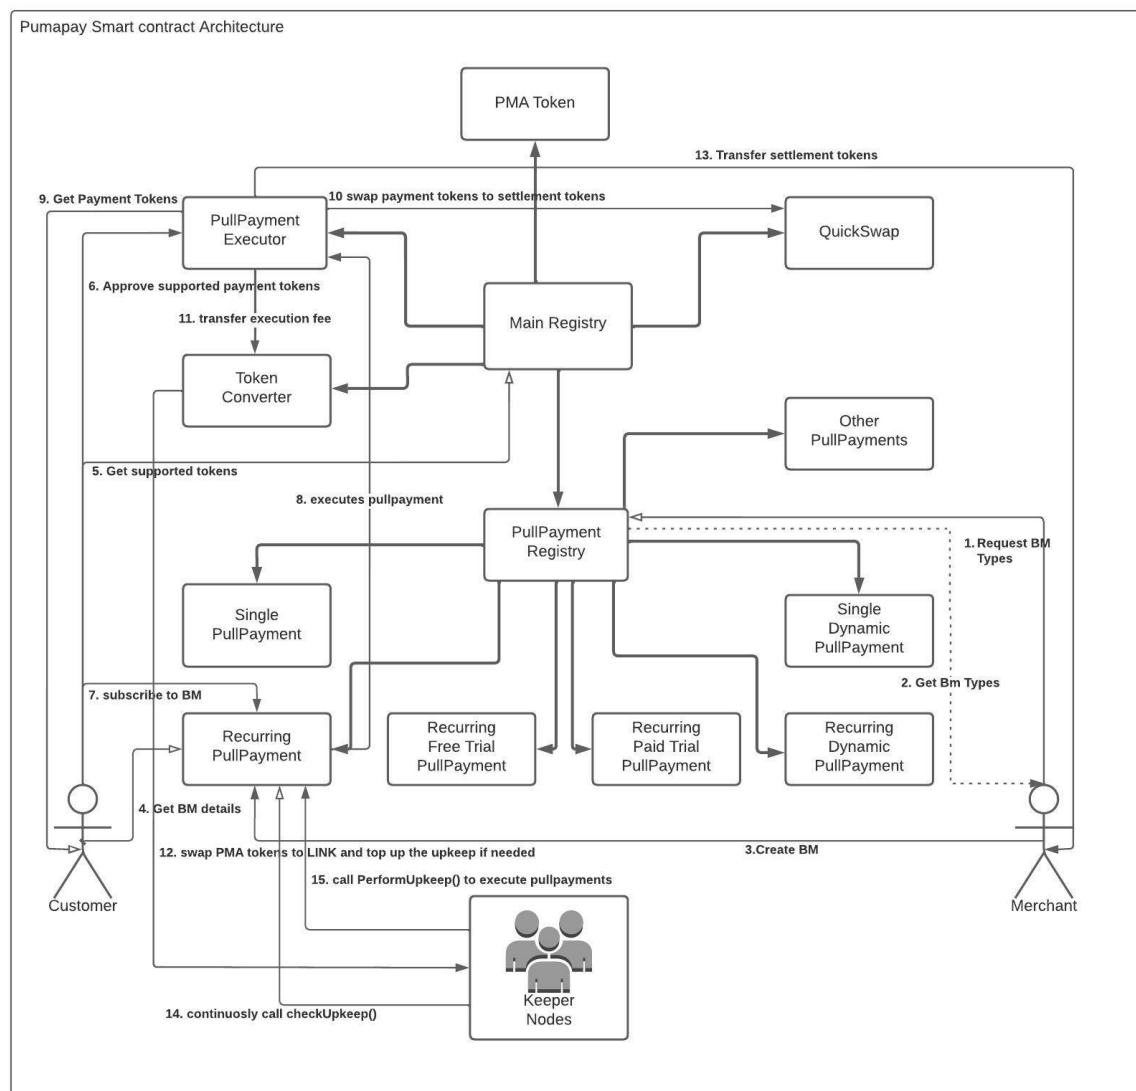 Pumapay Smart contract Architecture
PMA Token
13. Transfer settlement tokens
9. Get Payment Tokens
10 swap payment tokens to settlement tokens
PullPayment
Executor
QuickSwap
6. Approve supported payment tokens
11. transfer execution fee
Main Registry
Token
Converter
Other
PullPayments
5. Get supported tokens
8. executes pullpayment
PullPayment
Registry
1. Request BM
Types
Single
PullPayment
Single
Dynamic
PullPayment
2. Get Bm Types
7. subscribe to BM
Recurring
PullPayment
Recurring
Free Trial
PullPayment
Recurring
Paid Trial
PullPayment
Recurring
Dynamic
PullPayment
4. Get BM details
12. swap PMA tokens to LINK and top up the upkeep if needed
3.Create BM
15. call PerformUpkeep() to execute pullpayments
Customer
Merchant
Keeper
Nodes
14. continuosly call checkUpkeep()